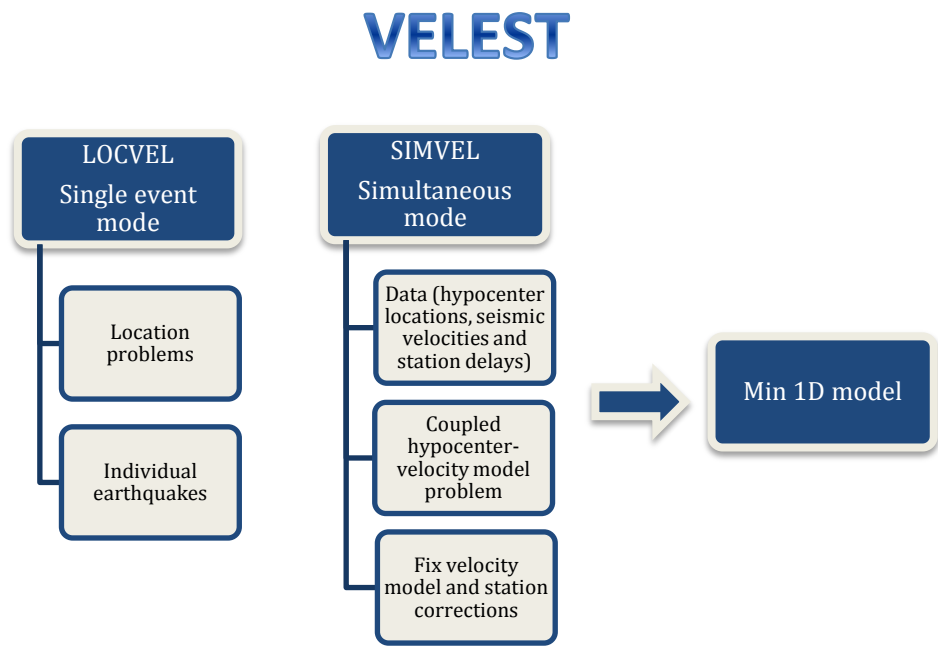 VELEST
LOCVEL
Single event
mode
Location
problems
Individual
earthquakes
SIMVEL
Simultaneous
mode
Data (hypocenter
locations, seismic
velocities and
station delays)
Coupled
hypocenter-
velocity model
problem
Fix velocity
model and station
corrections
Min 1D model